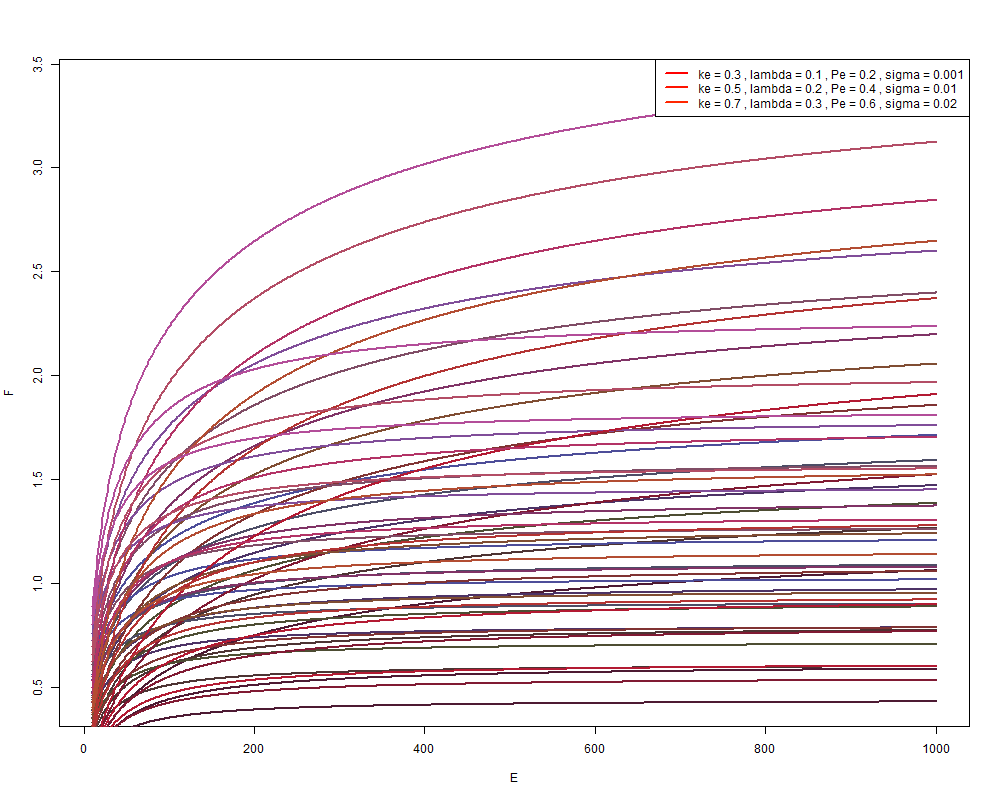 ke = 0.3 , lambda = 0.1 , Pe = 0.2 , sigma = 0.001
ke = 0.5 , lambda = 0.2 , Pe = 0.4 , sigma = 0.01
ke = 0.7 , lambda = 0.3 , Pe = 0.6 , sigma = 0.02
3.5
3.0
2.5
2.0
1.5
1.0
0.5
F
0 200 400 600 800 1000
E